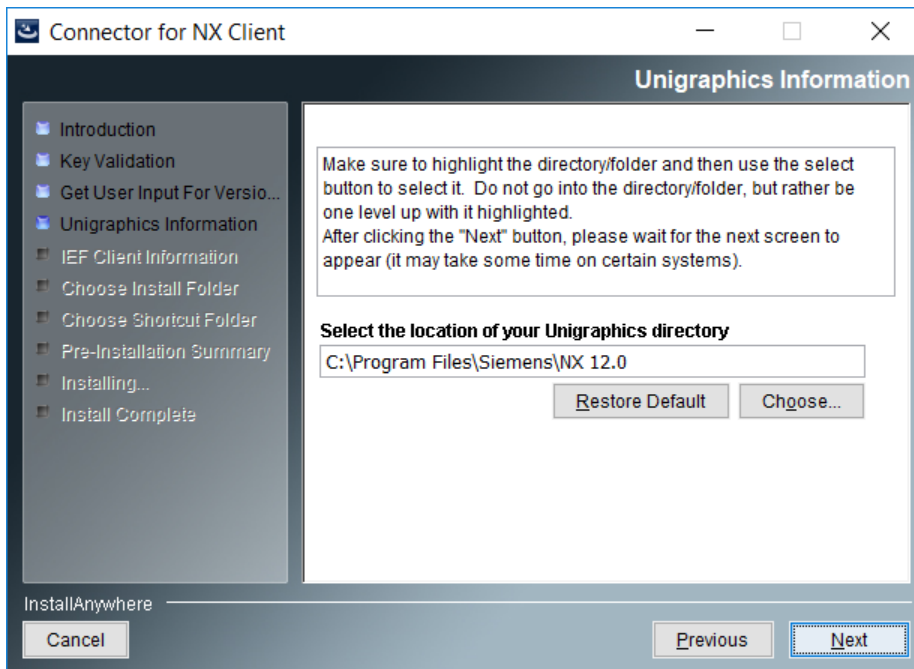 Connector for NX Client
Unigraphics Information
Introduction
Key Validation
Get User Input For Versio...
Unigraphics Information
IEF Client Information
Choose Install Folder
Choose Shortcut Folder
Pre-Installation Summary
Installing...
Install Complete
Make sure to highlight the directory/folder and then use the select
button to select it.  Do not go into the directory/folder, but rather be
one level up with it highlighted.
After clicking the "Next" button, please wait for the next screen to
appear (it may take some time on certain systems).
Select the location of your Unigraphics directory
C:\Program Files\Siemens\NX 12.0
Restore Default
Choose...
InstallAnywhere
Cancel
Previous
Next